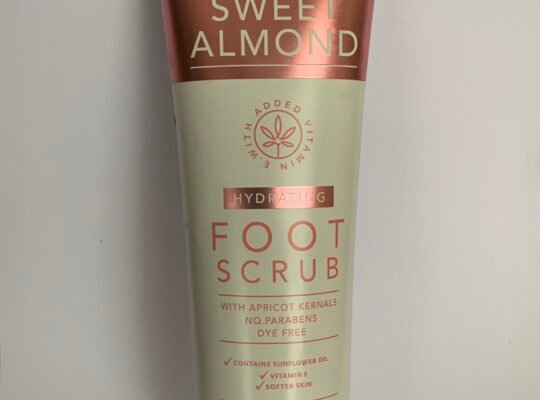 SWEET
ALMOND
WITH ADDED VITAMIN E.
HYDRATING
FOOT
SCRUB
WITH APRICOT KERNALS
NO PARABENS
DYE FREE
✓ CONTAINS SUNFLOWER OIL
✓ VITAMIN E
✓ SOFTER SKIN